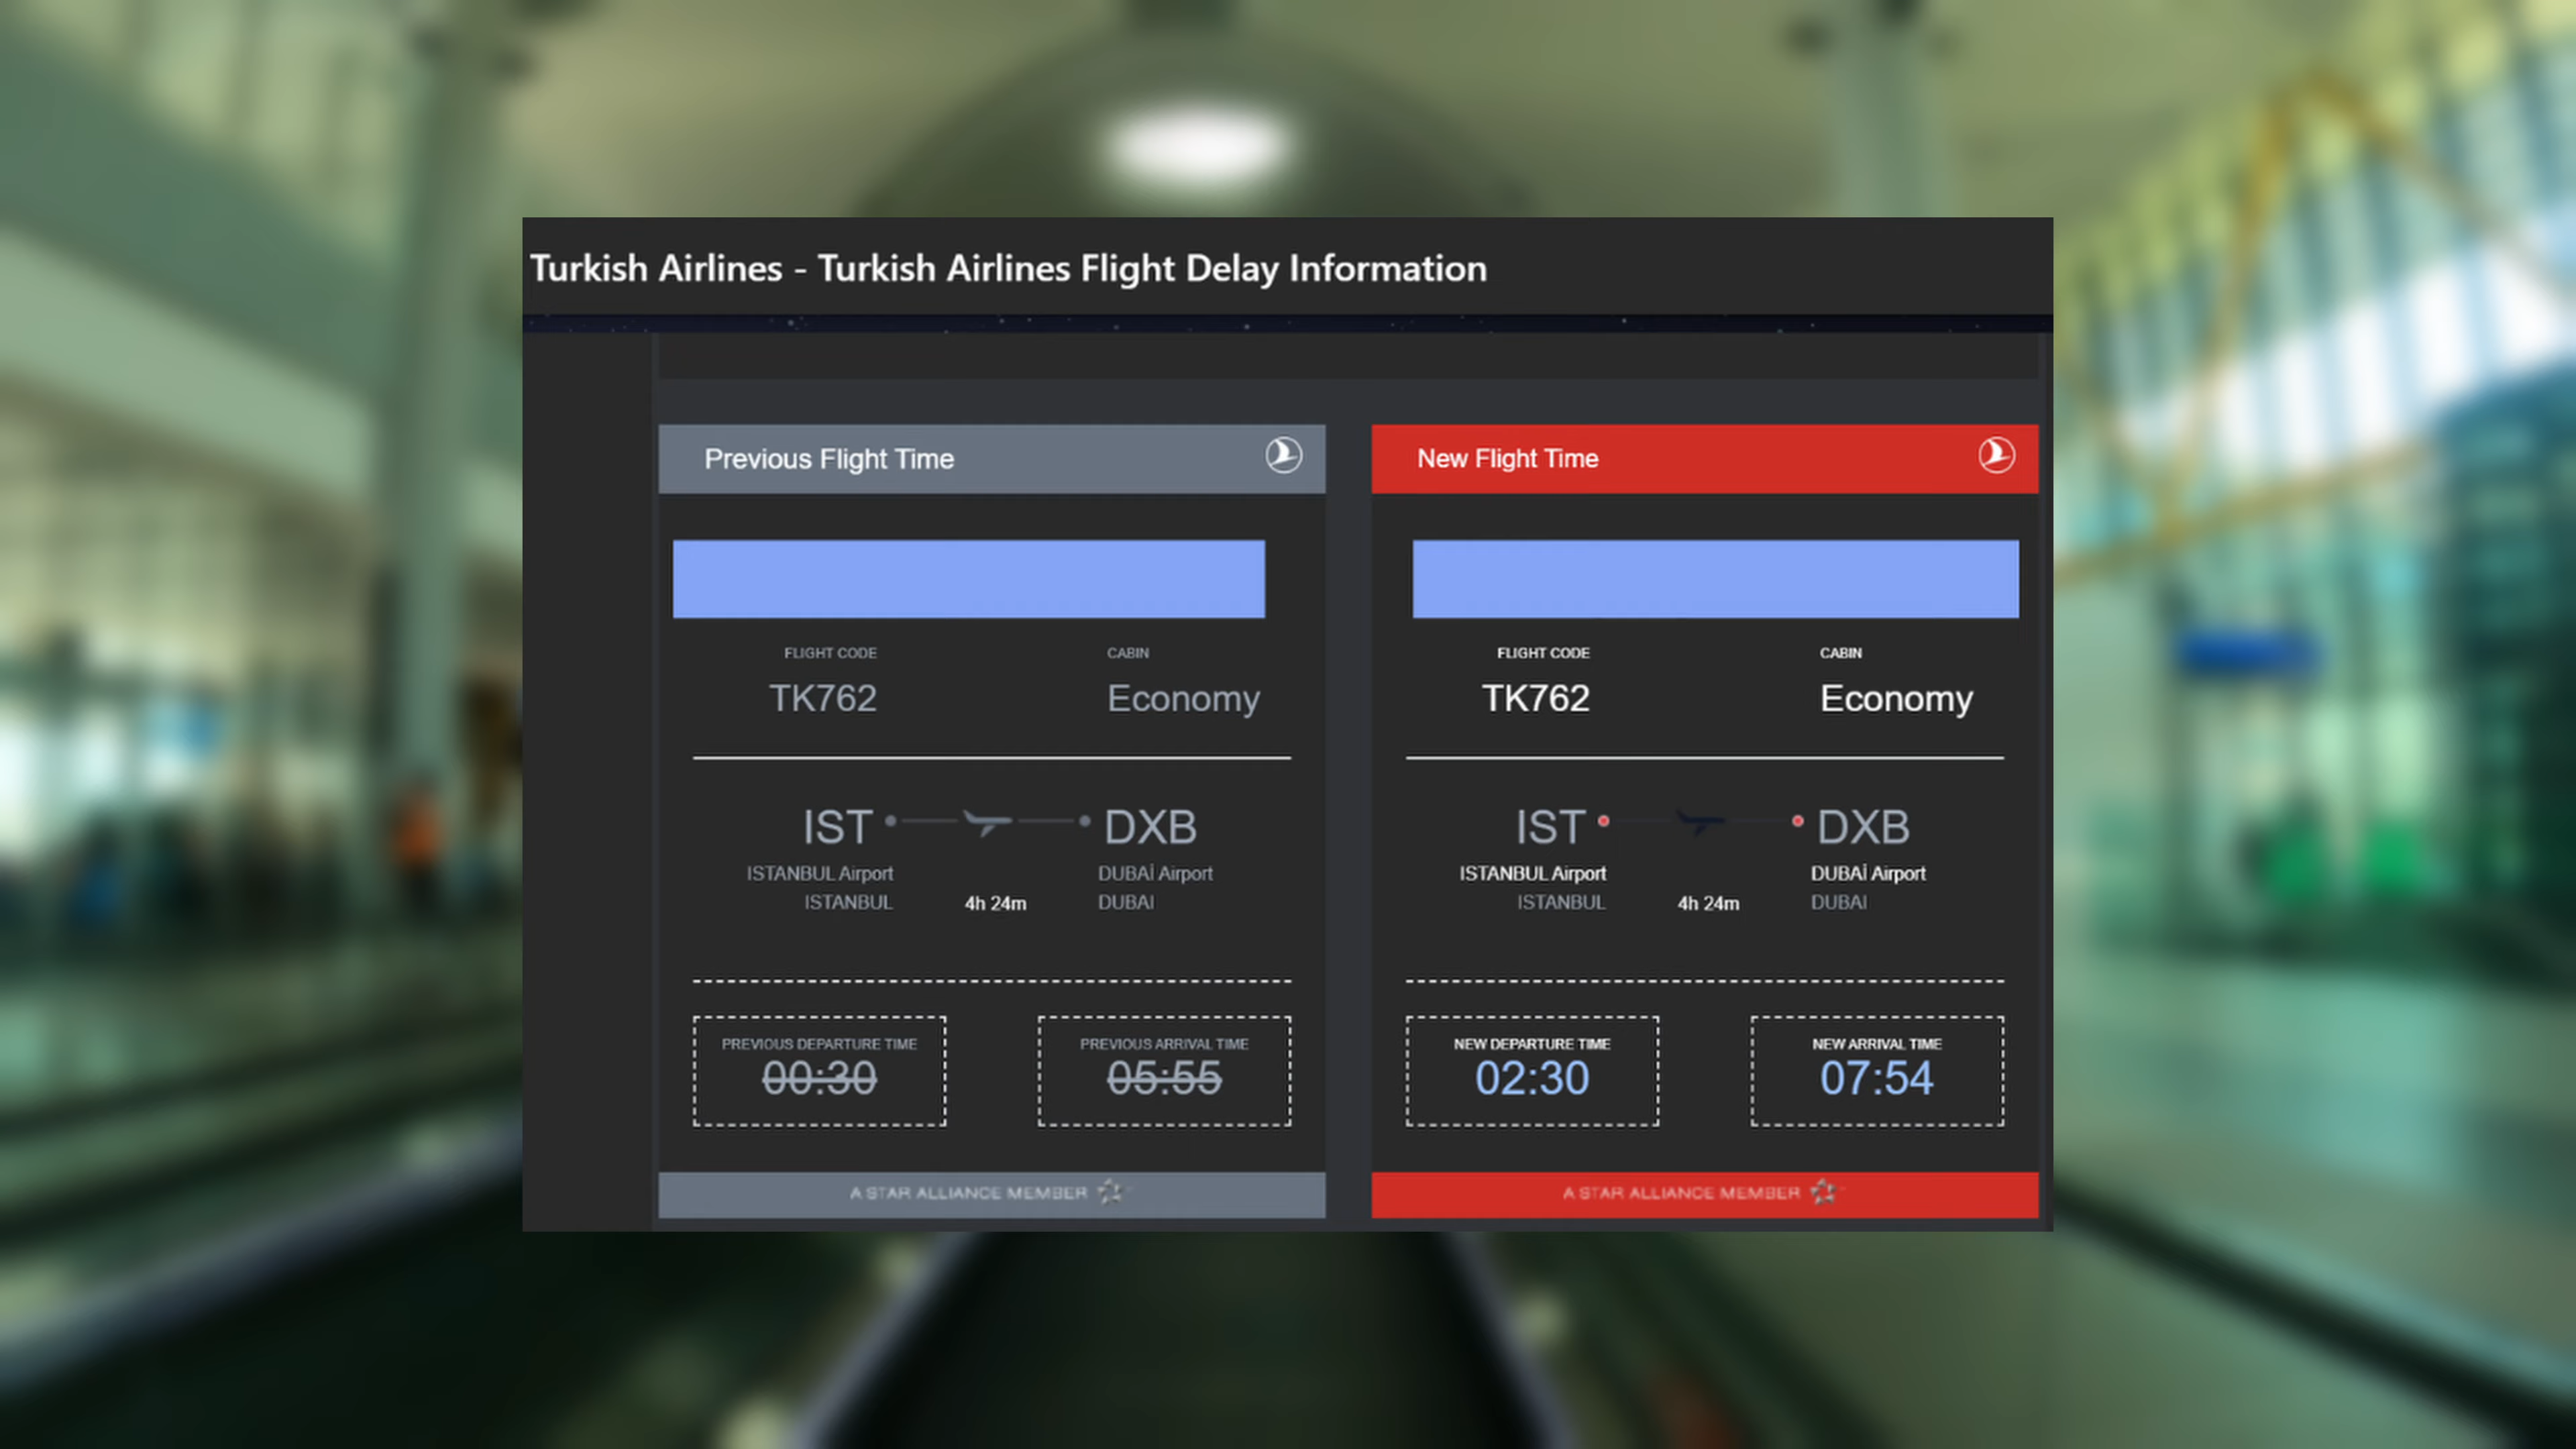 Turkish Airlines - Turkish Airlines Flight Delay Information
Previous Flight Time
FLIGHT CODE CABIN
TK762 Economy
IST DXB
ISTANBUL Airport DUBAİ Airport
ISTANBUL 4h 24m DUBAI
PREVIOUS DEPARTURE TIME PREVIOUS ARRIVAL TIME
00:30 05:55
A STAR ALLIANCE MEMBER
New Flight Time
FLIGHT CODE CABIN
TK762 Economy
IST DXB
ISTANBUL Airport DUBAİ Airport
ISTANBUL 4h 24m DUBAI
NEW DEPARTURE TIME NEW ARRIVAL TIME
02:30 07:54
A STAR ALLIANCE MEMBER